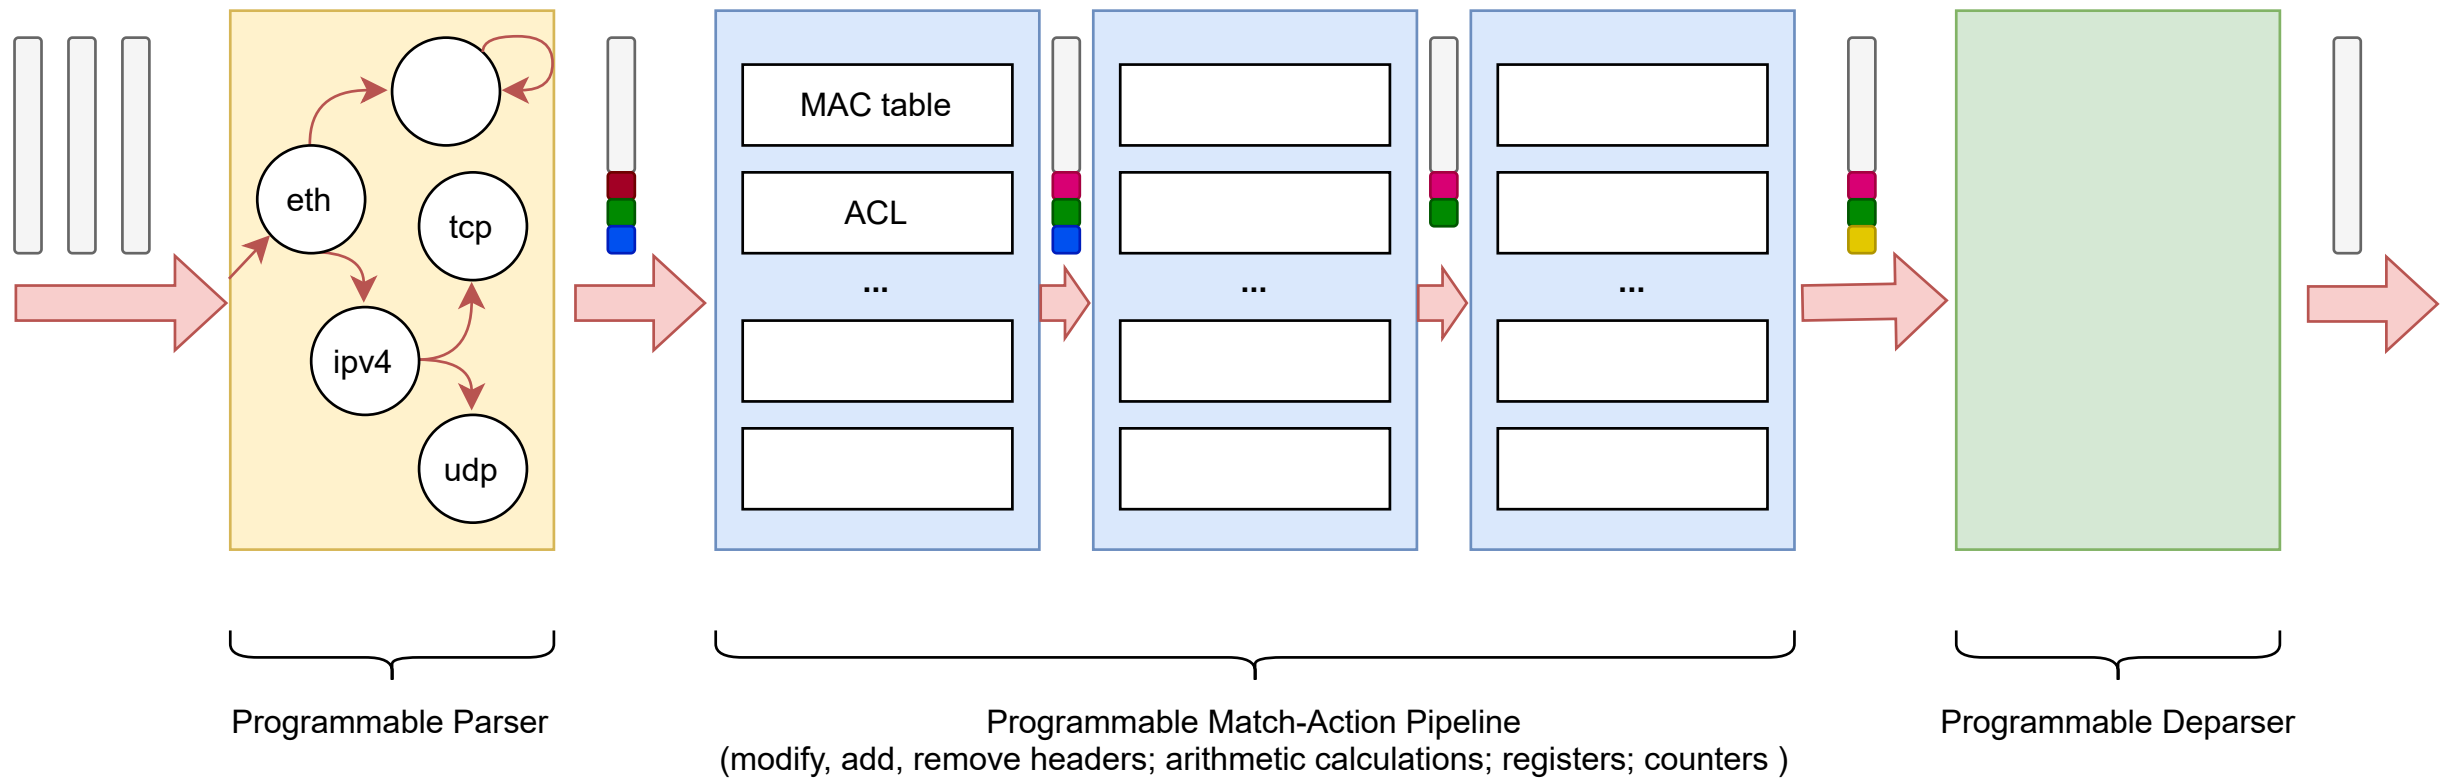 MAC table
eth
tcp
ACL
...
...
...
ipv4
udp
Programmable Parser
Programmable Match-Action Pipeline
(modify, add, remove headers; arithmetic calculations; registers; counters )
Programmable Deparser